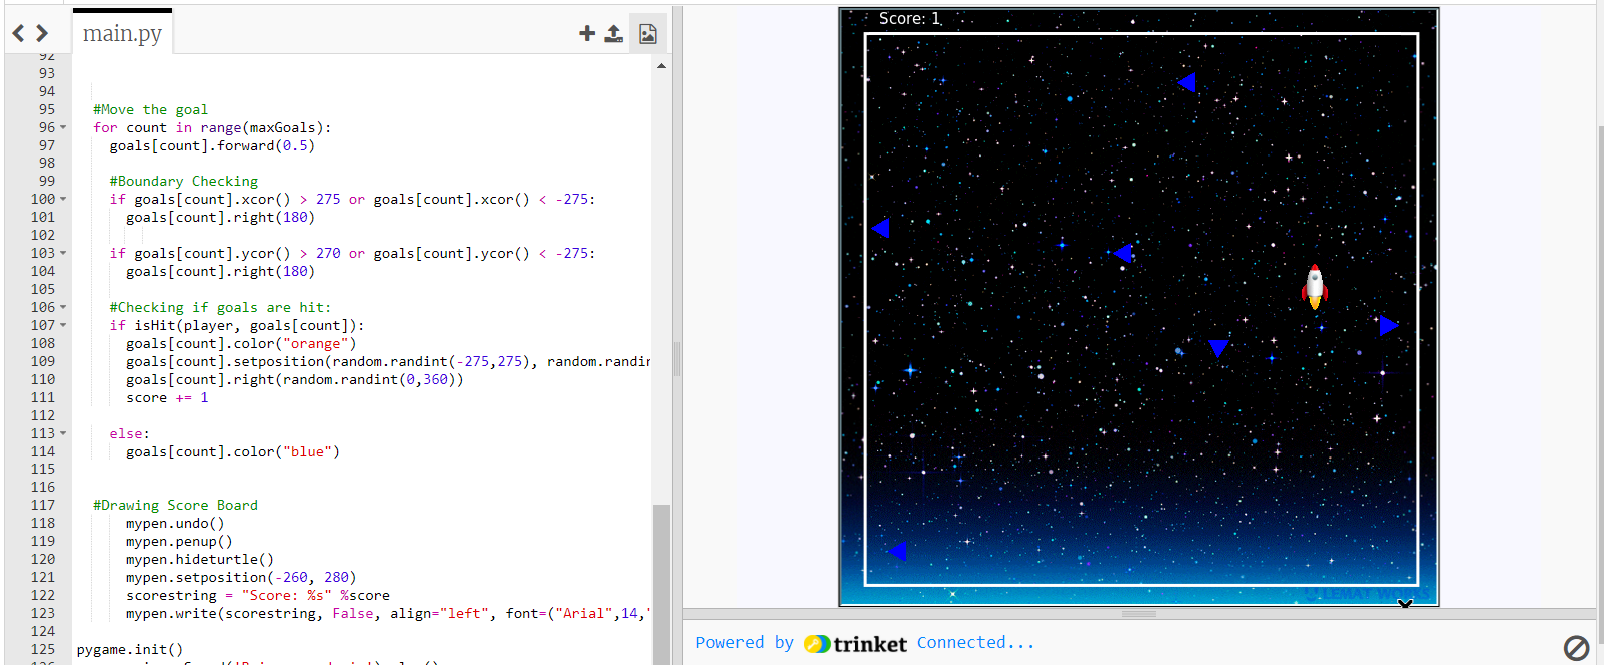 main.py
92
93
94
95 #Move the goal
96 for count in range(maxGoals):
97 goals[count].forward(0.5)
98
99 #Boundary Checking
100 if goals[count].xcor() > 275 or goals[count].xcor() < -275:
101 goals[count].right(180)
102
103 if goals[count].ycor() > 270 or goals[count].ycor() < -275:
104 goals[count].right(180)
105
106 #Checking if goals are hit:
107 if isHit(player, goals[count]):
108 goals[count].color("orange")
109 goals[count].setposition(random.randint(-275,275), random.randin
110 goals[count].right(random.randint(0,360))
111 score += 1
112
113 else:
114 goals[count].color("blue")
115
116
117 #Drawing Score Board
118 mypen.undo()
119 mypen.penup()
120 mypen.hideturtle()
121 mypen.setposition(-260, 280)
122 scorestring = "Score: %s" %score
123 mypen.write(scorestring, False, align="left", font=("Arial",14,"
124
125 pygame.init()
Score: 1
LEMAT WORKS
Powered by trinket Connected...